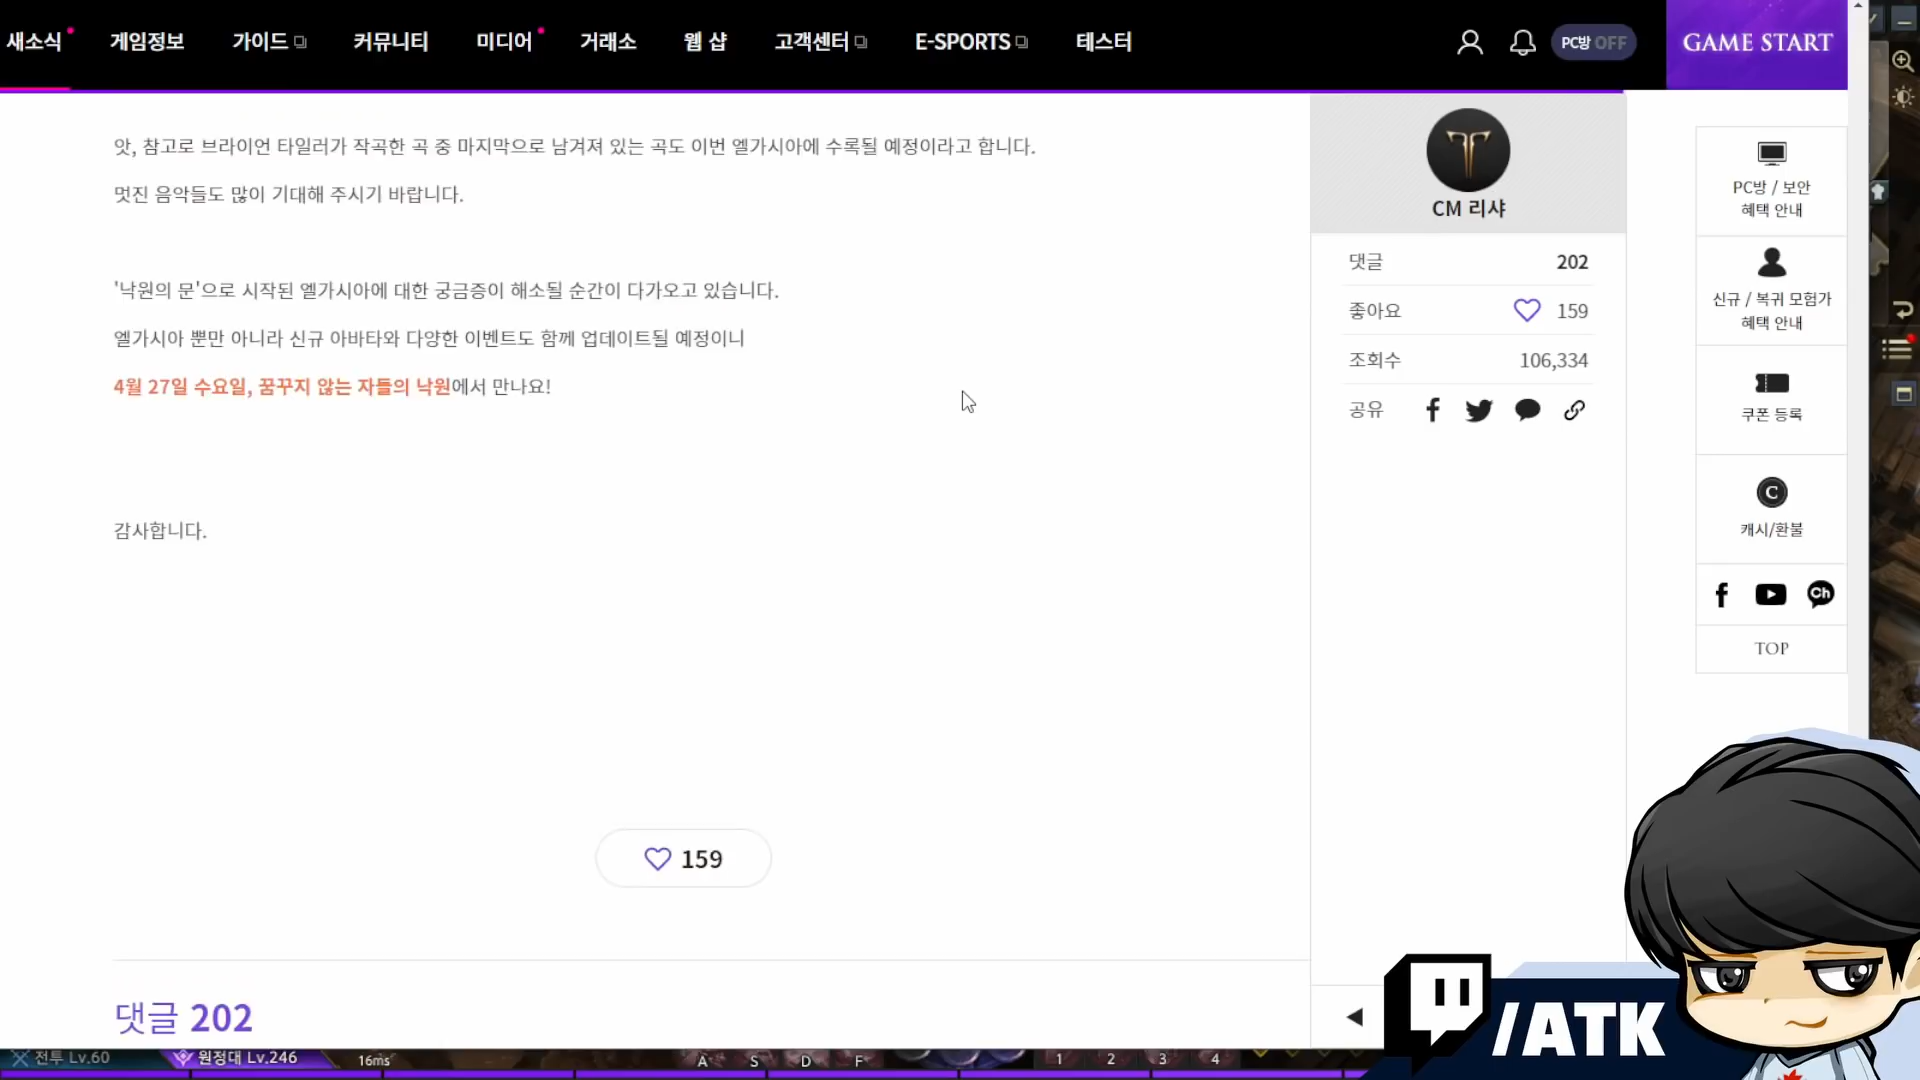 새소식
게임정보
가이드
커뮤니티
미디어
거래소
웹 샵
고객센터
E-SPORTS
테스터
PC방 OFF
GAME START
앗, 참고로 브라이언 타일러가 작곡한 곡 중 마지막으로 남겨져 있는 곡도 이번 엘가시아에 수록될 예정이라고 합니다.
멋진 음악들도 많이 기대해 주시기 바랍니다.
'낙원의 문'으로 시작된 엘가시아에 대한 궁금증이 해소될 순간이 다가오고 있습니다.
엘가시아 뿐만 아니라 신규 아바타와 다양한 이벤트도 함께 업데이트될 예정이니
4월 27일 수요일, 꿈꾸지 않는 자들의 낙원에서 만나요!
감사합니다.
159
댓글 202
CM 리샤
댓글 202
좋아요 159
조회수 106,334
공유
PC방 / 보안
혜택 안내
신규 / 복귀 모험가
혜택 안내
쿠폰 등록
C
캐시/환불
Ch
TOP
/ATK
전투 Lv.60
원정대 Lv.246
16ms
A S D F
1 2 3 4